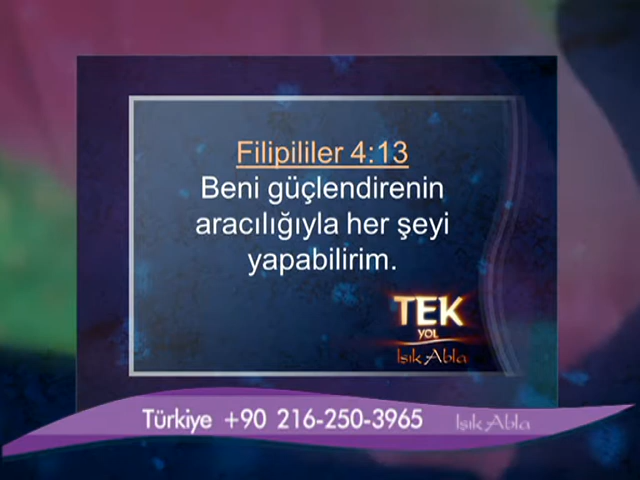 Filipililer 4:13
Beni güçlendirenin
aracılığıyla her şeyi
yapabilirim.
TEK
YOL
Işık Abla
Türkiye +90 216-250-3965 Işık Abla